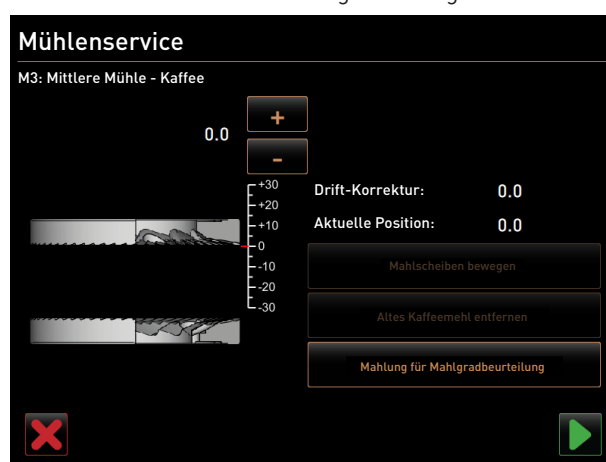 Mühlenservice
M3: Mittlere Mühle - Kaffee
0.0
+
-
+30
+20
+10
0
-10
-20
-30
Drift-Korrektur: 0.0
Aktuelle Position: 0.0
Mahlscheiben bewegen
Altes Kaffeemehl entfernen
Mahlung für Mahlgradbeurteilung